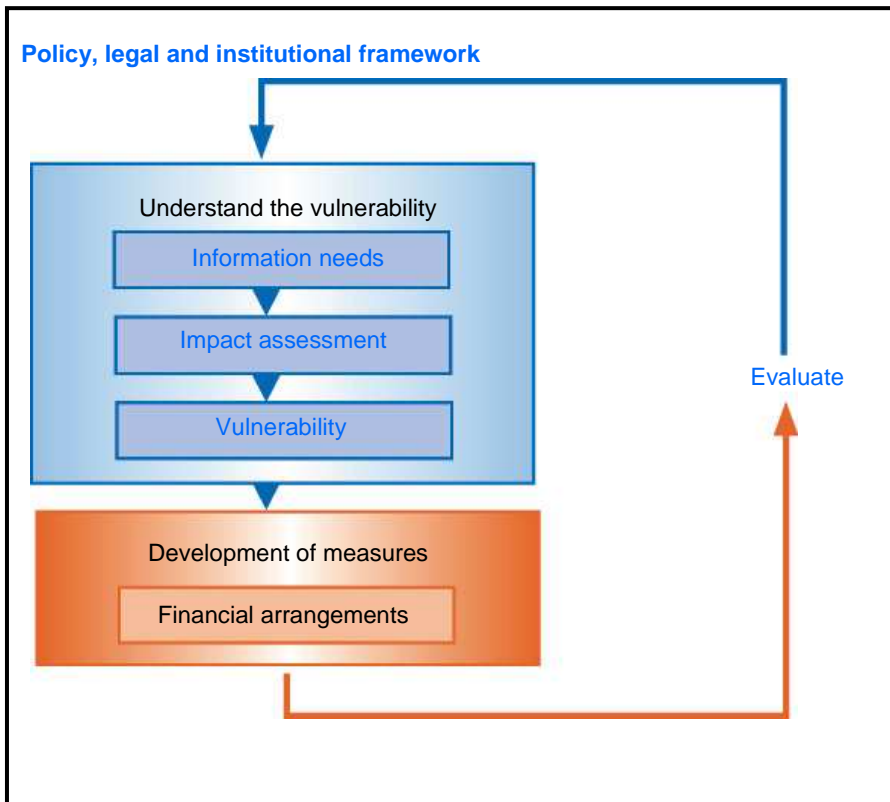 Policy, legal and institutional framework
Understand the vulnerability
Information needs
Impact assessment
Vulnerability
Evaluate
Development of measures
Financial arrangements